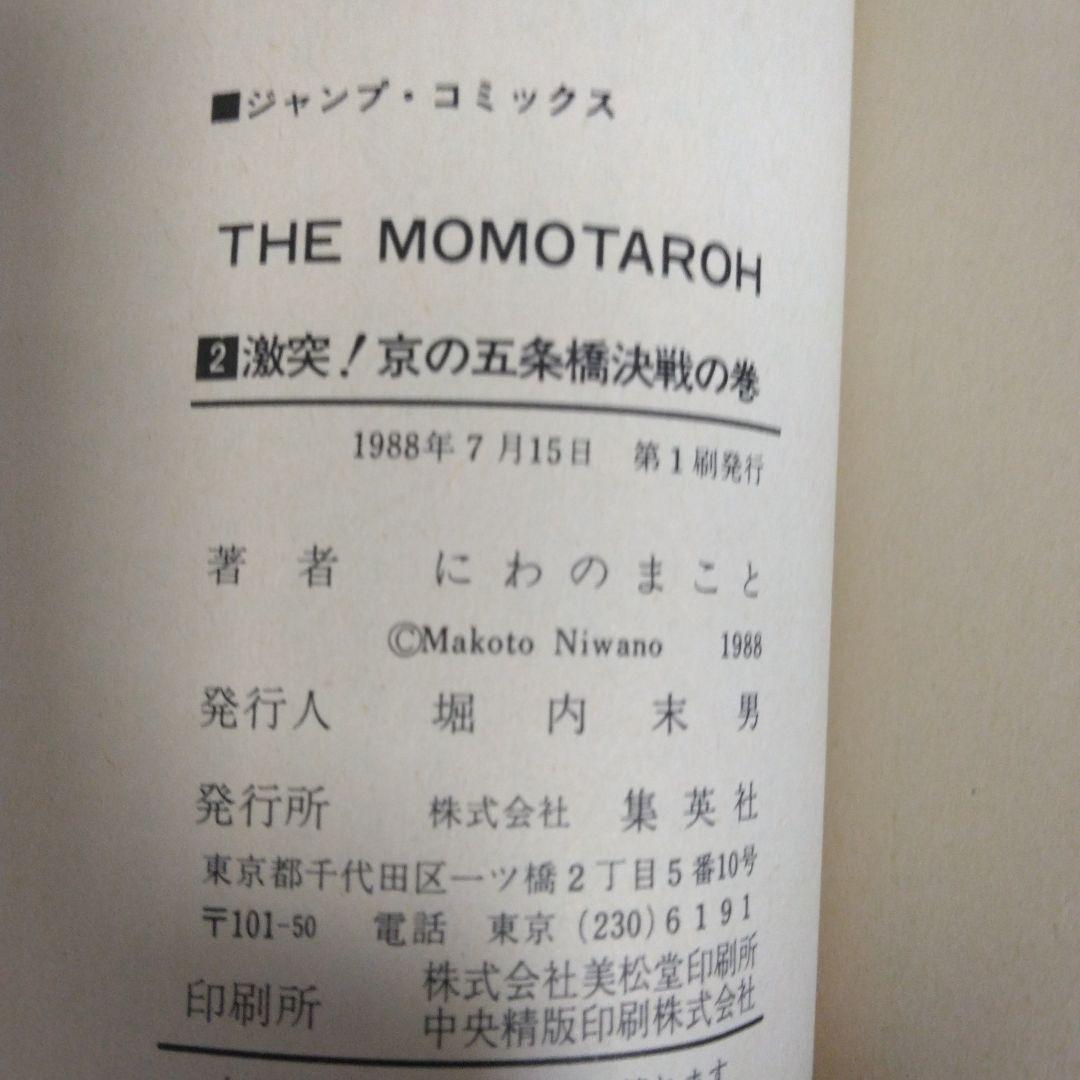 ■ジャンプ・コミックス
THE MOMOTAROH
2激突！京の五条橋決戦の巻
1988年7月15日 第1刷発行
著者 にわのまこと
©Makoto Niwano 1988
発行人 堀内末男
発行所 株式会社 集英社
東京都千代田区一ツ橋2丁目5番10号
〒101-50 電話 東京 (230) 6191
印刷所 株式会社美松堂印刷所
中央精版印刷株式会社